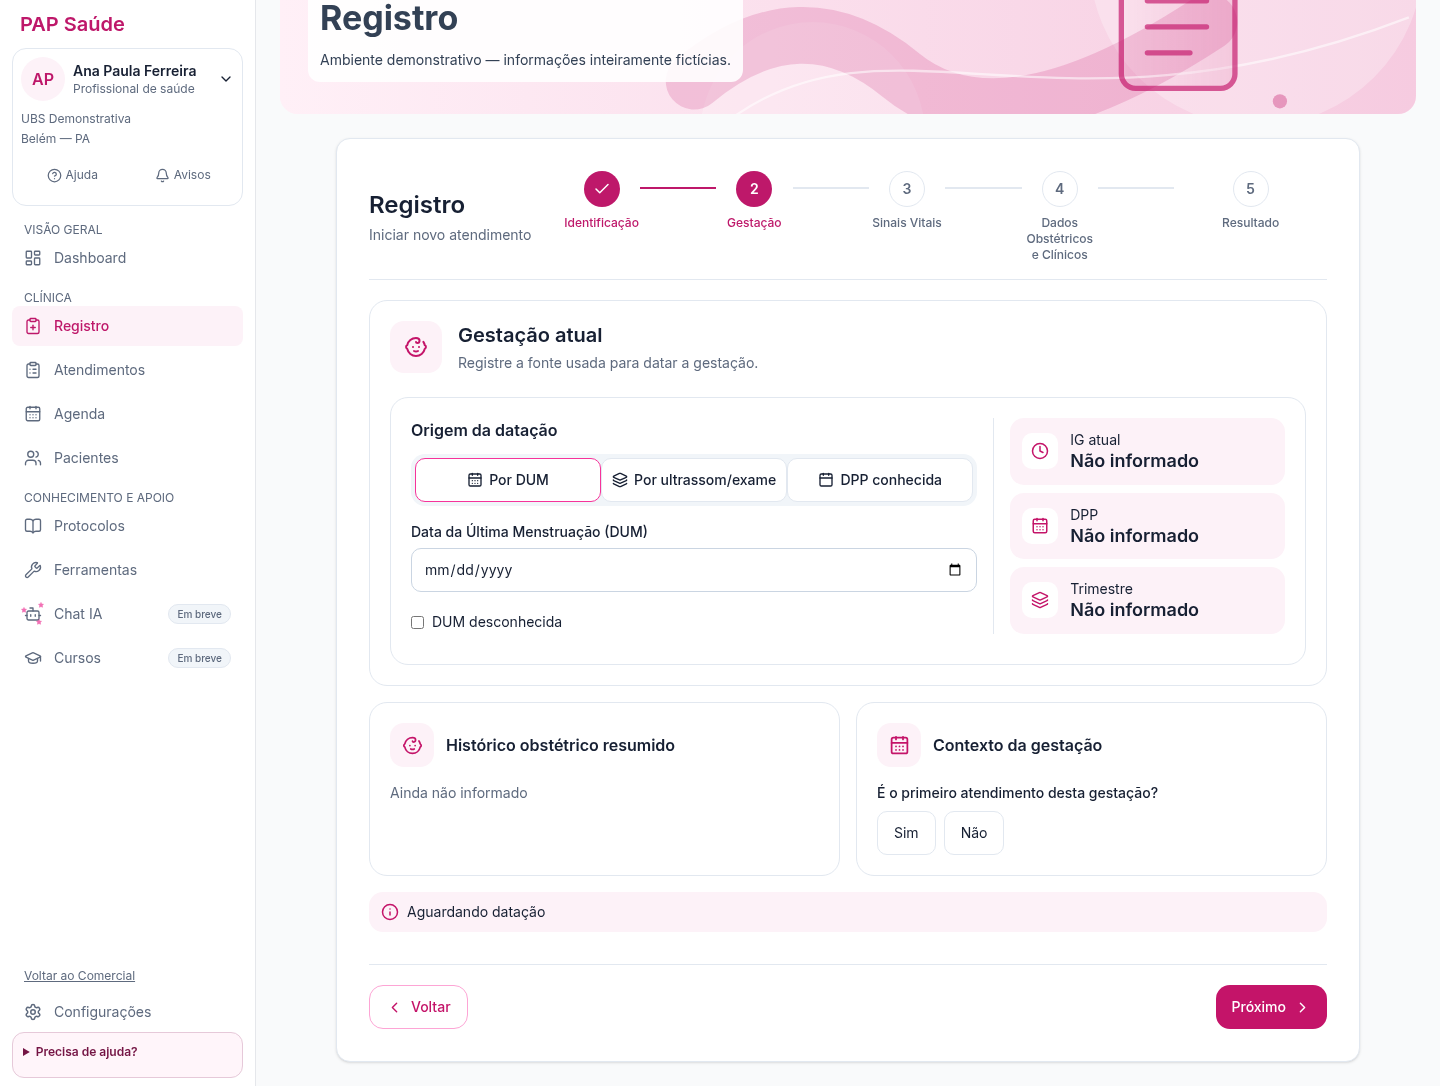 PAP Saúde
AP
Ana Paula Ferreira
Profissional de saúde
UBS Demonstrativa
Belém — PA
Ajuda
Avisos
VISÃO GERAL
Dashboard
CLÍNICA
Registro
Atendimentos
Agenda
Pacientes
CONHECIMENTO E APOIO
Protocolos
Ferramentas
Chat IA
Em breve
Cursos
Em breve
Voltar ao Comercial
Configurações
Precisa de ajuda?
Registro
Ambiente demonstrativo — informações inteiramente fictícias.
Registro
Iniciar novo atendimento
Identificação
2
Gestação
3
Sinais Vitais
4
Dados
Obstétricos
e Clínicos
5
Resultado
Gestação atual
Registre a fonte usada para datar a gestação.
Origem da datação
Por DUM
Por ultrassom/exame
DPP conhecida
Data da Última Menstruação (DUM)
mm/dd/yyyy
DUM desconhecida
IG atual
Não informado
DPP
Não informado
Trimestre
Não informado
Histórico obstétrico resumido
Ainda não informado
Contexto da gestação
É o primeiro atendimento desta gestação?
Sim
Não
Aguardando datação
Voltar
Próximo